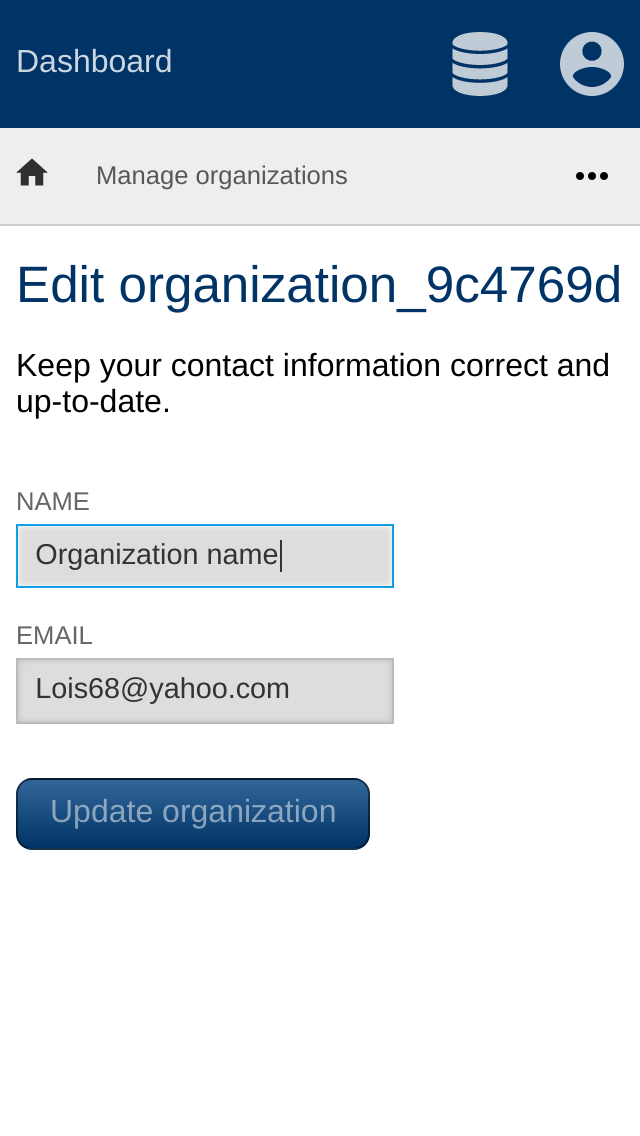 Dashboard
Manage organizations
Edit organization_9c4769d
Keep your contact information correct and
up-to-date.
NAME
Organization name
EMAIL
Lois68@yahoo.com
Update organization